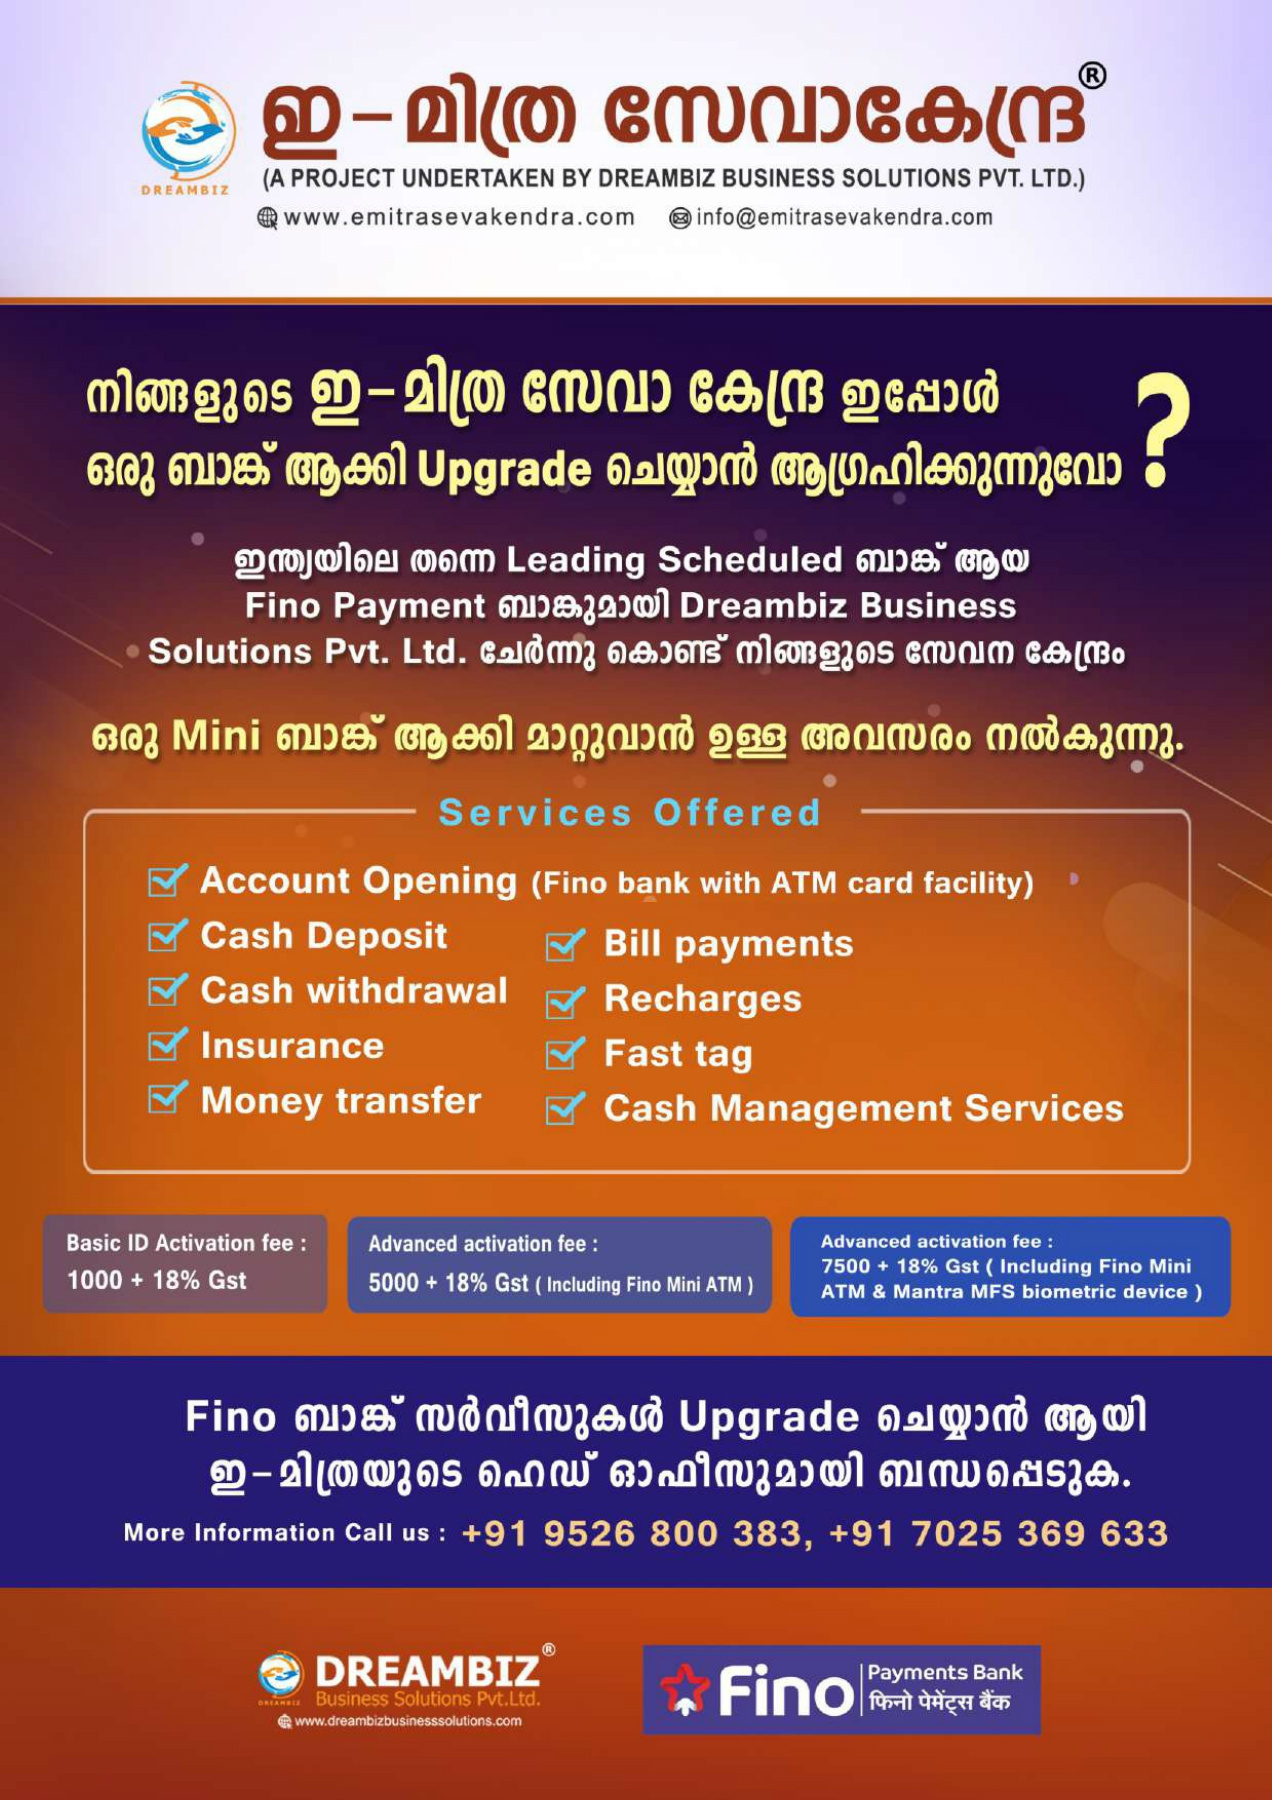 ഇ-മിത്ര സേവാകേന്ദ്ര®
DREAMBIZ
(A PROJECT UNDERTAKEN BY DREAMBIZ BUSINESS SOLUTIONS PVT. LTD.)
www.emitrasevakendra.com info@emitrasevakendra.com
നിങ്ങളുടെ ഇ-മിത്ര സേവാ കേന്ദ്ര ഇപ്പോൾ
ഒരു ബാങ്ക് ആക്കി Upgrade ചെയ്യാൻ ആഗ്രഹിക്കുന്നുവോ ?
ഇന്ത്യയിലെ തന്നെ Leading Scheduled ബാങ്ക് ആയ
Fino Payment ബാങ്കുമായി Dreambiz Business
Solutions Pvt. Ltd. ചേർന്നു കൊണ്ട് നിങ്ങളുടെ സേവന കേന്ദ്രം
ഒരു Mini ബാങ്ക് ആക്കി മാറ്റുവാൻ ഉള്ള അവസരം നൽകുന്നു.
Services Offered
Account Opening (Fino bank with ATM card facility)
Cash Deposit
Cash withdrawal
Insurance
Money transfer
Bill payments
Recharges
Fast tag
Cash Management Services
Basic ID Activation fee :
1000 + 18% Gst
Advanced activation fee :
5000 + 18% Gst ( Including Fino Mini ATM )
Advanced activation fee :
7500 + 18% Gst ( Including Fino Mini
ATM & Mantra MFS biometric device )
Fino ബാങ്ക് സർവീസുകൾ Upgrade ചെയ്യാൻ ആയി
ഇ-മിത്രയുടെ ഹെഡ് ഓഫീസുമായി ബന്ധപ്പെടുക.
More Information Call us : +91 9526 800 383, +91 7025 369 633
DREAMBIZ®
DREAMBIZ
Business Solutions Pvt.Ltd.
www.dreambizbusinesssolutions.com
Fino Payments Bank
फिनो पेमेंट्स बैंक